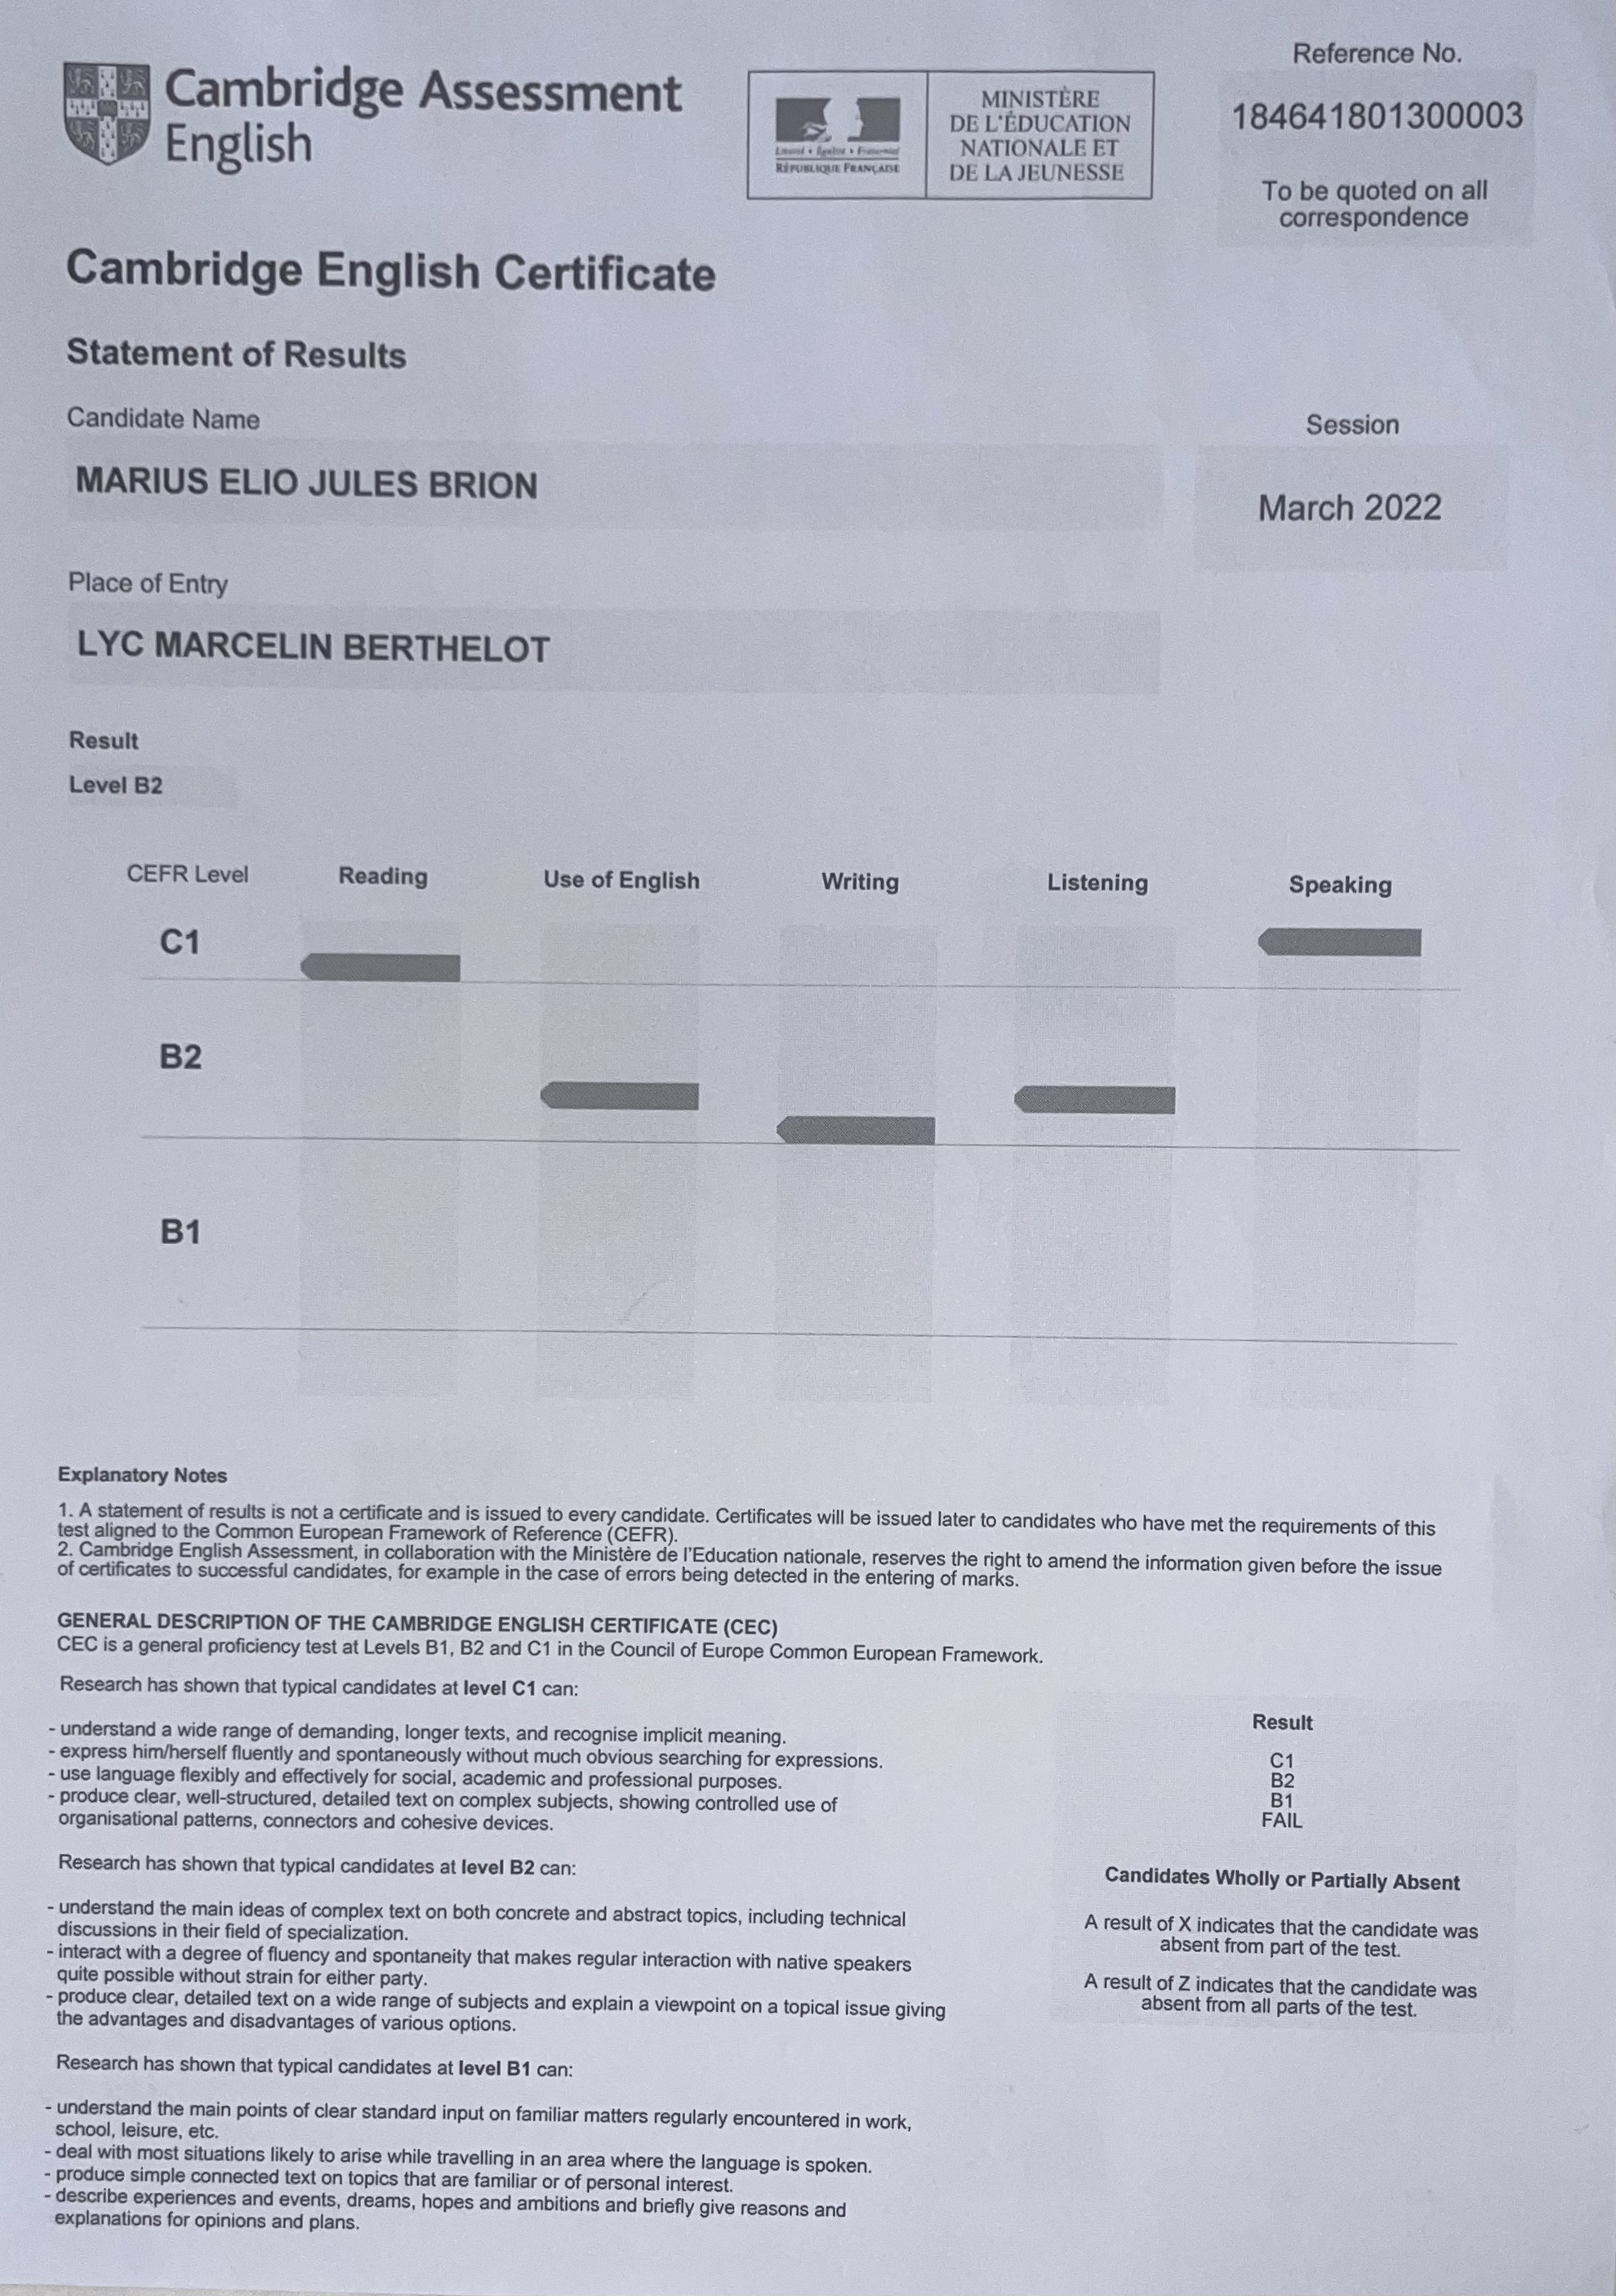 Cambridge Assessment
English
Liberté • Égalité • Fraternité
RÉPUBLIQUE FRANÇAISE
MINISTÈRE
DE L'ÉDUCATION
NATIONALE ET
DE LA JEUNESSE
Reference No.
184641801300003
To be quoted on all
correspondence
Cambridge English Certificate
Statement of Results
Candidate Name
MARIUS ELIO JULES BRION
Session
March 2022
Place of Entry
LYC MARCELIN BERTHELOT
Result
Level B2
CEFR Level Reading Use of English Writing Listening Speaking
C1
B2
B1
Explanatory Notes
1. A statement of results is not a certificate and is issued to every candidate. Certificates will be issued later to candidates who have met the requirements of this
test aligned to the Common European Framework of Reference (CEFR).
2. Cambridge English Assessment, in collaboration with the Ministère de l'Education nationale, reserves the right to amend the information given before the issue
of certificates to successful candidates, for example in the case of errors being detected in the entering of marks.
GENERAL DESCRIPTION OF THE CAMBRIDGE ENGLISH CERTIFICATE (CEC)
CEC is a general proficiency test at Levels B1, B2 and C1 in the Council of Europe Common European Framework.
Research has shown that typical candidates at level C1 can:
- understand a wide range of demanding, longer texts, and recognise implicit meaning.
- express him/herself fluently and spontaneously without much obvious searching for expressions.
- use language flexibly and effectively for social, academic and professional purposes.
- produce clear, well-structured, detailed text on complex subjects, showing controlled use of
organisational patterns, connectors and cohesive devices.
Research has shown that typical candidates at level B2 can:
- understand the main ideas of complex text on both concrete and abstract topics, including technical
discussions in their field of specialization.
- interact with a degree of fluency and spontaneity that makes regular interaction with native speakers
quite possible without strain for either party.
- produce clear, detailed text on a wide range of subjects and explain a viewpoint on a topical issue giving
the advantages and disadvantages of various options.
Research has shown that typical candidates at level B1 can:
- understand the main points of clear standard input on familiar matters regularly encountered in work,
school, leisure, etc.
- deal with most situations likely to arise while travelling in an area where the language is spoken.
- produce simple connected text on topics that are familiar or of personal interest.
- describe experiences and events, dreams, hopes and ambitions and briefly give reasons and
explanations for opinions and plans.
Result
C1
B2
B1
FAIL
Candidates Wholly or Partially Absent
A result of X indicates that the candidate was
absent from part of the test.
A result of Z indicates that the candidate was
absent from all parts of the test.